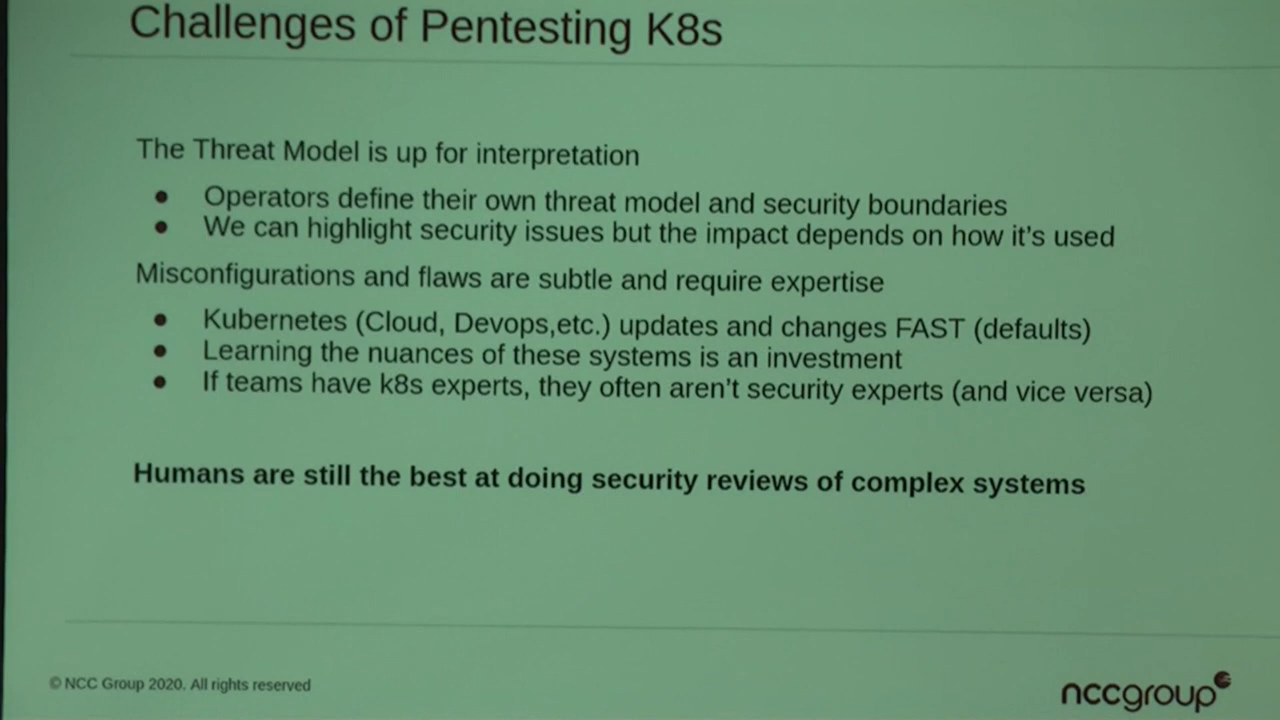 Challenges of Pentesting K8s
The Threat Model is up for interpretation
● Operators define their own threat model and security boundaries
● We can highlight security issues but the impact depends on how it's used
Misconfigurations and flaws are subtle and require expertise
● Kubernetes (Cloud, Devops,etc.) updates and changes FAST (defaults)
● Learning the nuances of these systems is an investment
● If teams have k8s experts, they often aren't security experts (and vice versa)
Humans are still the best at doing security reviews of complex systems
© NCC Group 2020. All rights reserved
nccgroup